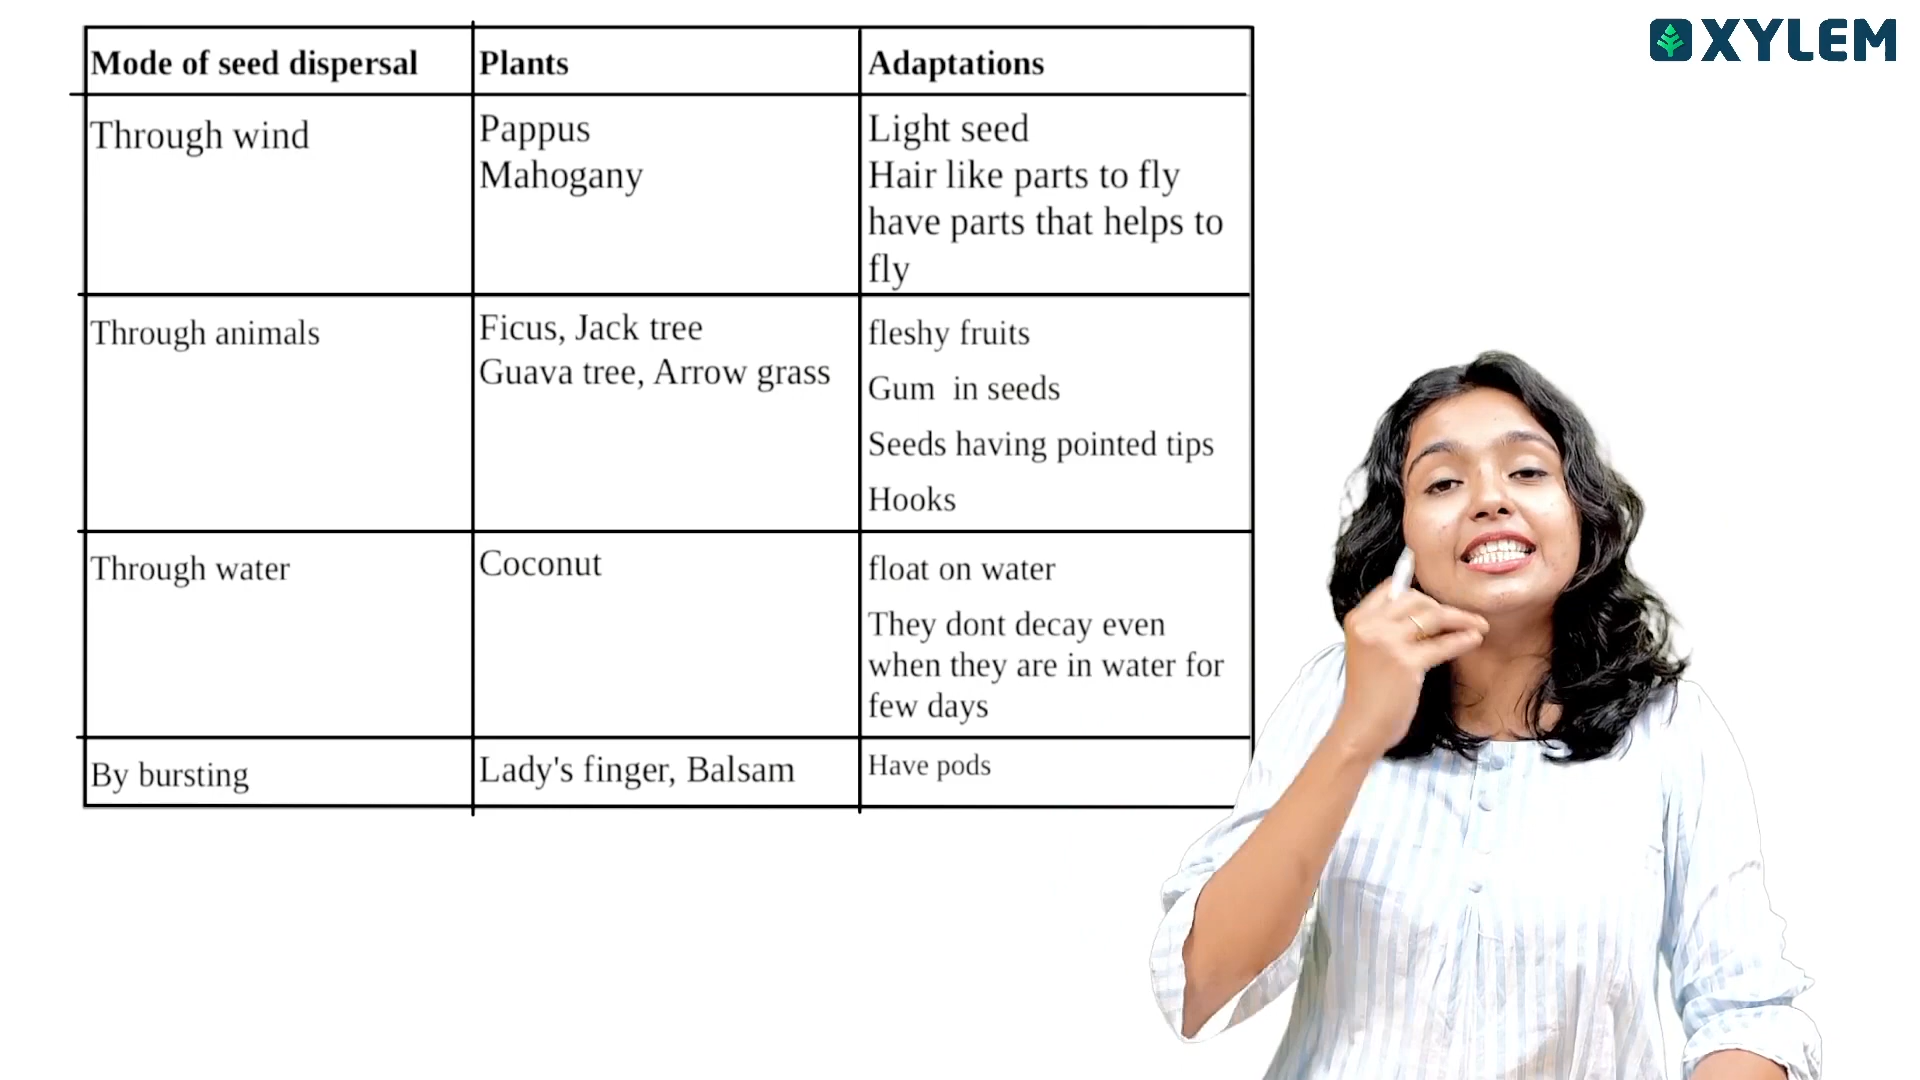 XYLEM
Mode of seed dispersal
Plants
Adaptations
Through wind
Pappus
Mahogany
Light seed
Hair like parts to fly
have parts that helps to
fly
Through animals
Ficus, Jack tree
Guava tree, Arrow grass
fleshy fruits
Gum in seeds
Seeds having pointed tips
Hooks
Through water
Coconut
float on water
They dont decay even
when they are in water for
few days
By bursting
Lady's finger, Balsam
Have pods